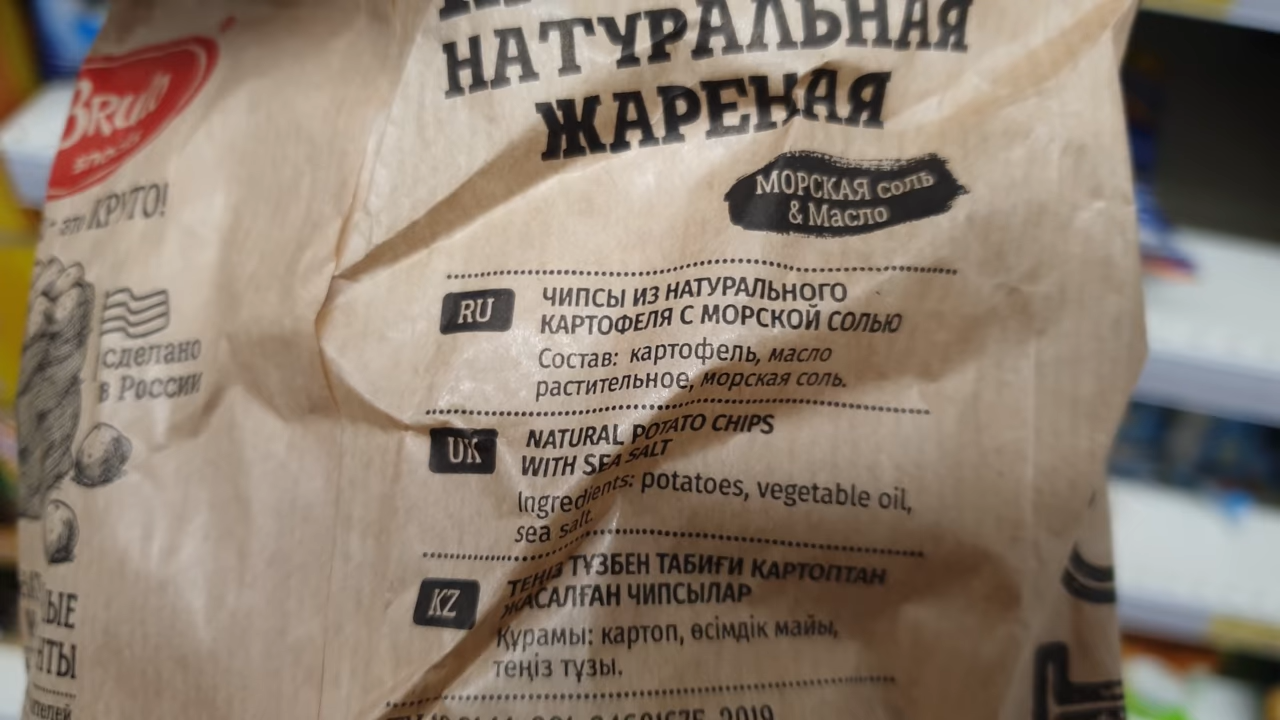 НАТУРАЛЬНАЯ
ЖАРЕНАЯ
МОРСКАЯ соль
& Масло
RU
ЧИПСЫ ИЗ НАТУРАЛЬНОГО
КАРТОФЕЛЯ С МОРСКОЙ СОЛЬЮ
Состав: картофель, масло
растительное, морская соль.
UK
NATURAL POTATO CHIPS
WITH SEA SALT
Ingredients: potatoes, vegetable oil,
sea salt.
KZ
ТЕҢІЗ ТҰЗБЕН ТАБИҒИ КАРТОПТАН
ЖАСАЛҒАН ЧИПСЫЛАР
Құрамы: картоп, өсімдік майы,
теңіз тұзы.
- это КРУТО!
сделано
в России